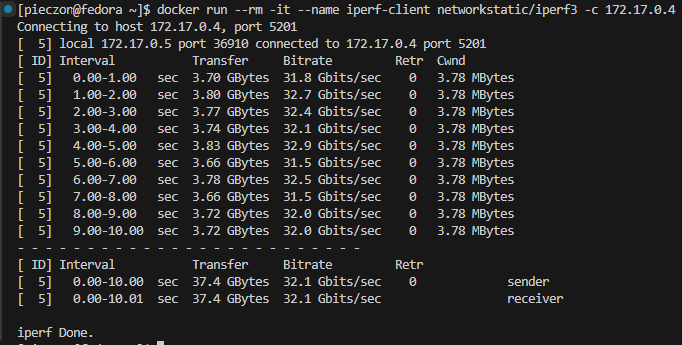 [pieczon@fedora ~]$ docker run --rm -it --name iperf-client networkstatic/iperf3 -c 172.17.0.4
Connecting to host 172.17.0.4, port 5201
[  5] local 172.17.0.5 port 36910 connected to 172.17.0.4 port 5201
[ ID] Interval           Transfer     Bitrate         Retr  Cwnd
[  5]   0.00-1.00   sec  3.70 GBytes  31.8 Gbits/sec    0   3.78 MBytes
[  5]   1.00-2.00   sec  3.80 GBytes  32.7 Gbits/sec    0   3.78 MBytes
[  5]   2.00-3.00   sec  3.77 GBytes  32.4 Gbits/sec    0   3.78 MBytes
[  5]   3.00-4.00   sec  3.74 GBytes  32.1 Gbits/sec    0   3.78 MBytes
[  5]   4.00-5.00   sec  3.83 GBytes  32.9 Gbits/sec    0   3.78 MBytes
[  5]   5.00-6.00   sec  3.66 GBytes  31.5 Gbits/sec    0   3.78 MBytes
[  5]   6.00-7.00   sec  3.78 GBytes  32.5 Gbits/sec    0   3.78 MBytes
[  5]   7.00-8.00   sec  3.66 GBytes  31.5 Gbits/sec    0   3.78 MBytes
[  5]   8.00-9.00   sec  3.72 GBytes  32.0 Gbits/sec    0   3.78 MBytes
[  5]   9.00-10.00  sec  3.72 GBytes  32.0 Gbits/sec    0   3.78 MBytes
- - - - - - - - - - - - - - - - - - - - - - - - -
[ ID] Interval           Transfer     Bitrate         Retr
[  5]   0.00-10.00  sec  37.4 GBytes  32.1 Gbits/sec    0             sender
[  5]   0.00-10.01  sec  37.4 GBytes  32.1 Gbits/sec                  receiver
iperf Done.